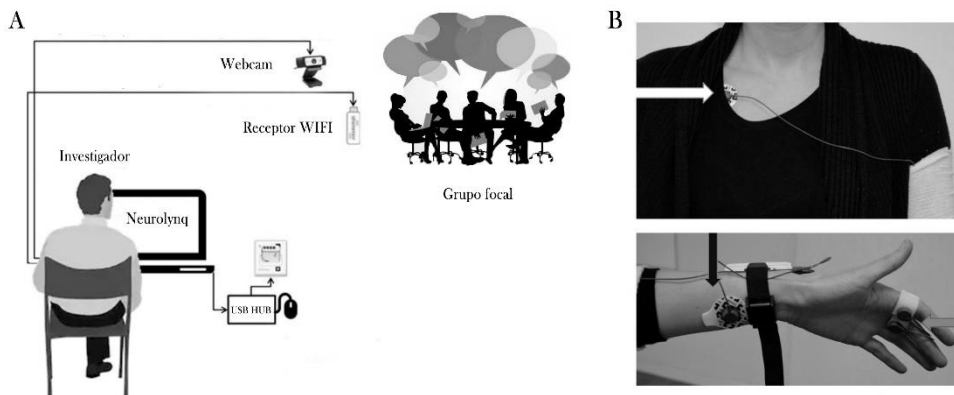 A
B
Webcam
Receptor WIFI
Investigador
Neurolynq
Grupo focal
USB HUB